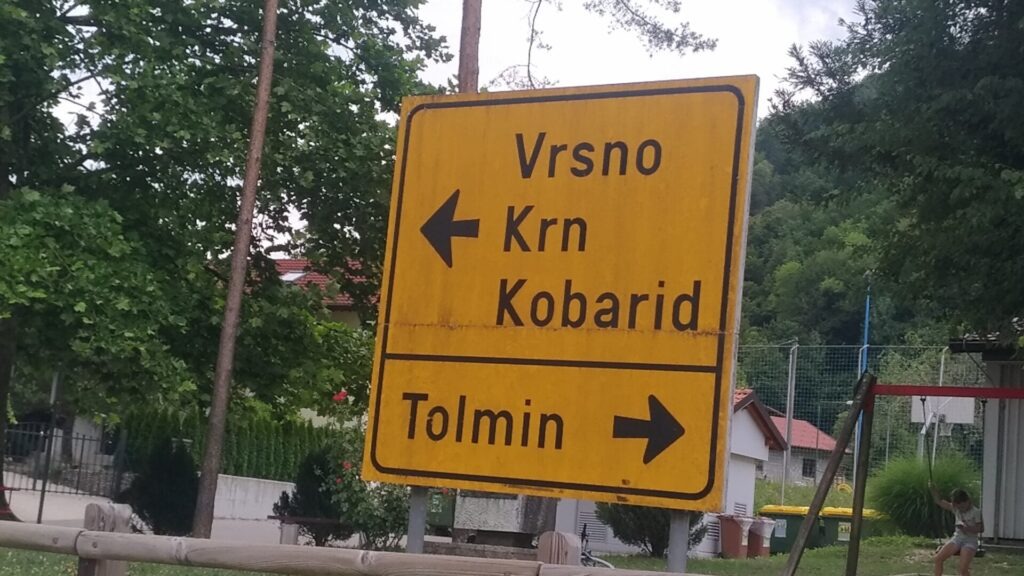 Vrsno
Krn
Kobarid
Tolmin